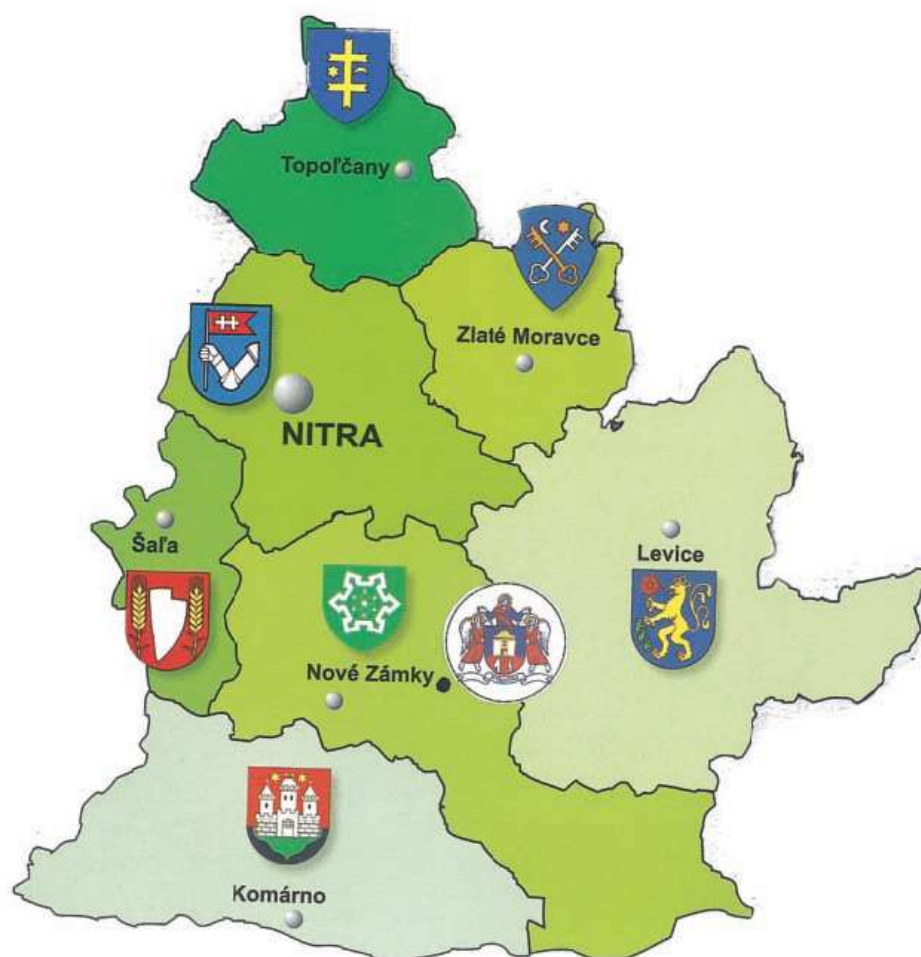 Topoľčany
Zlaté Moravce
NITRA
Šaľa
Levice
Nové Zámky
Komárno